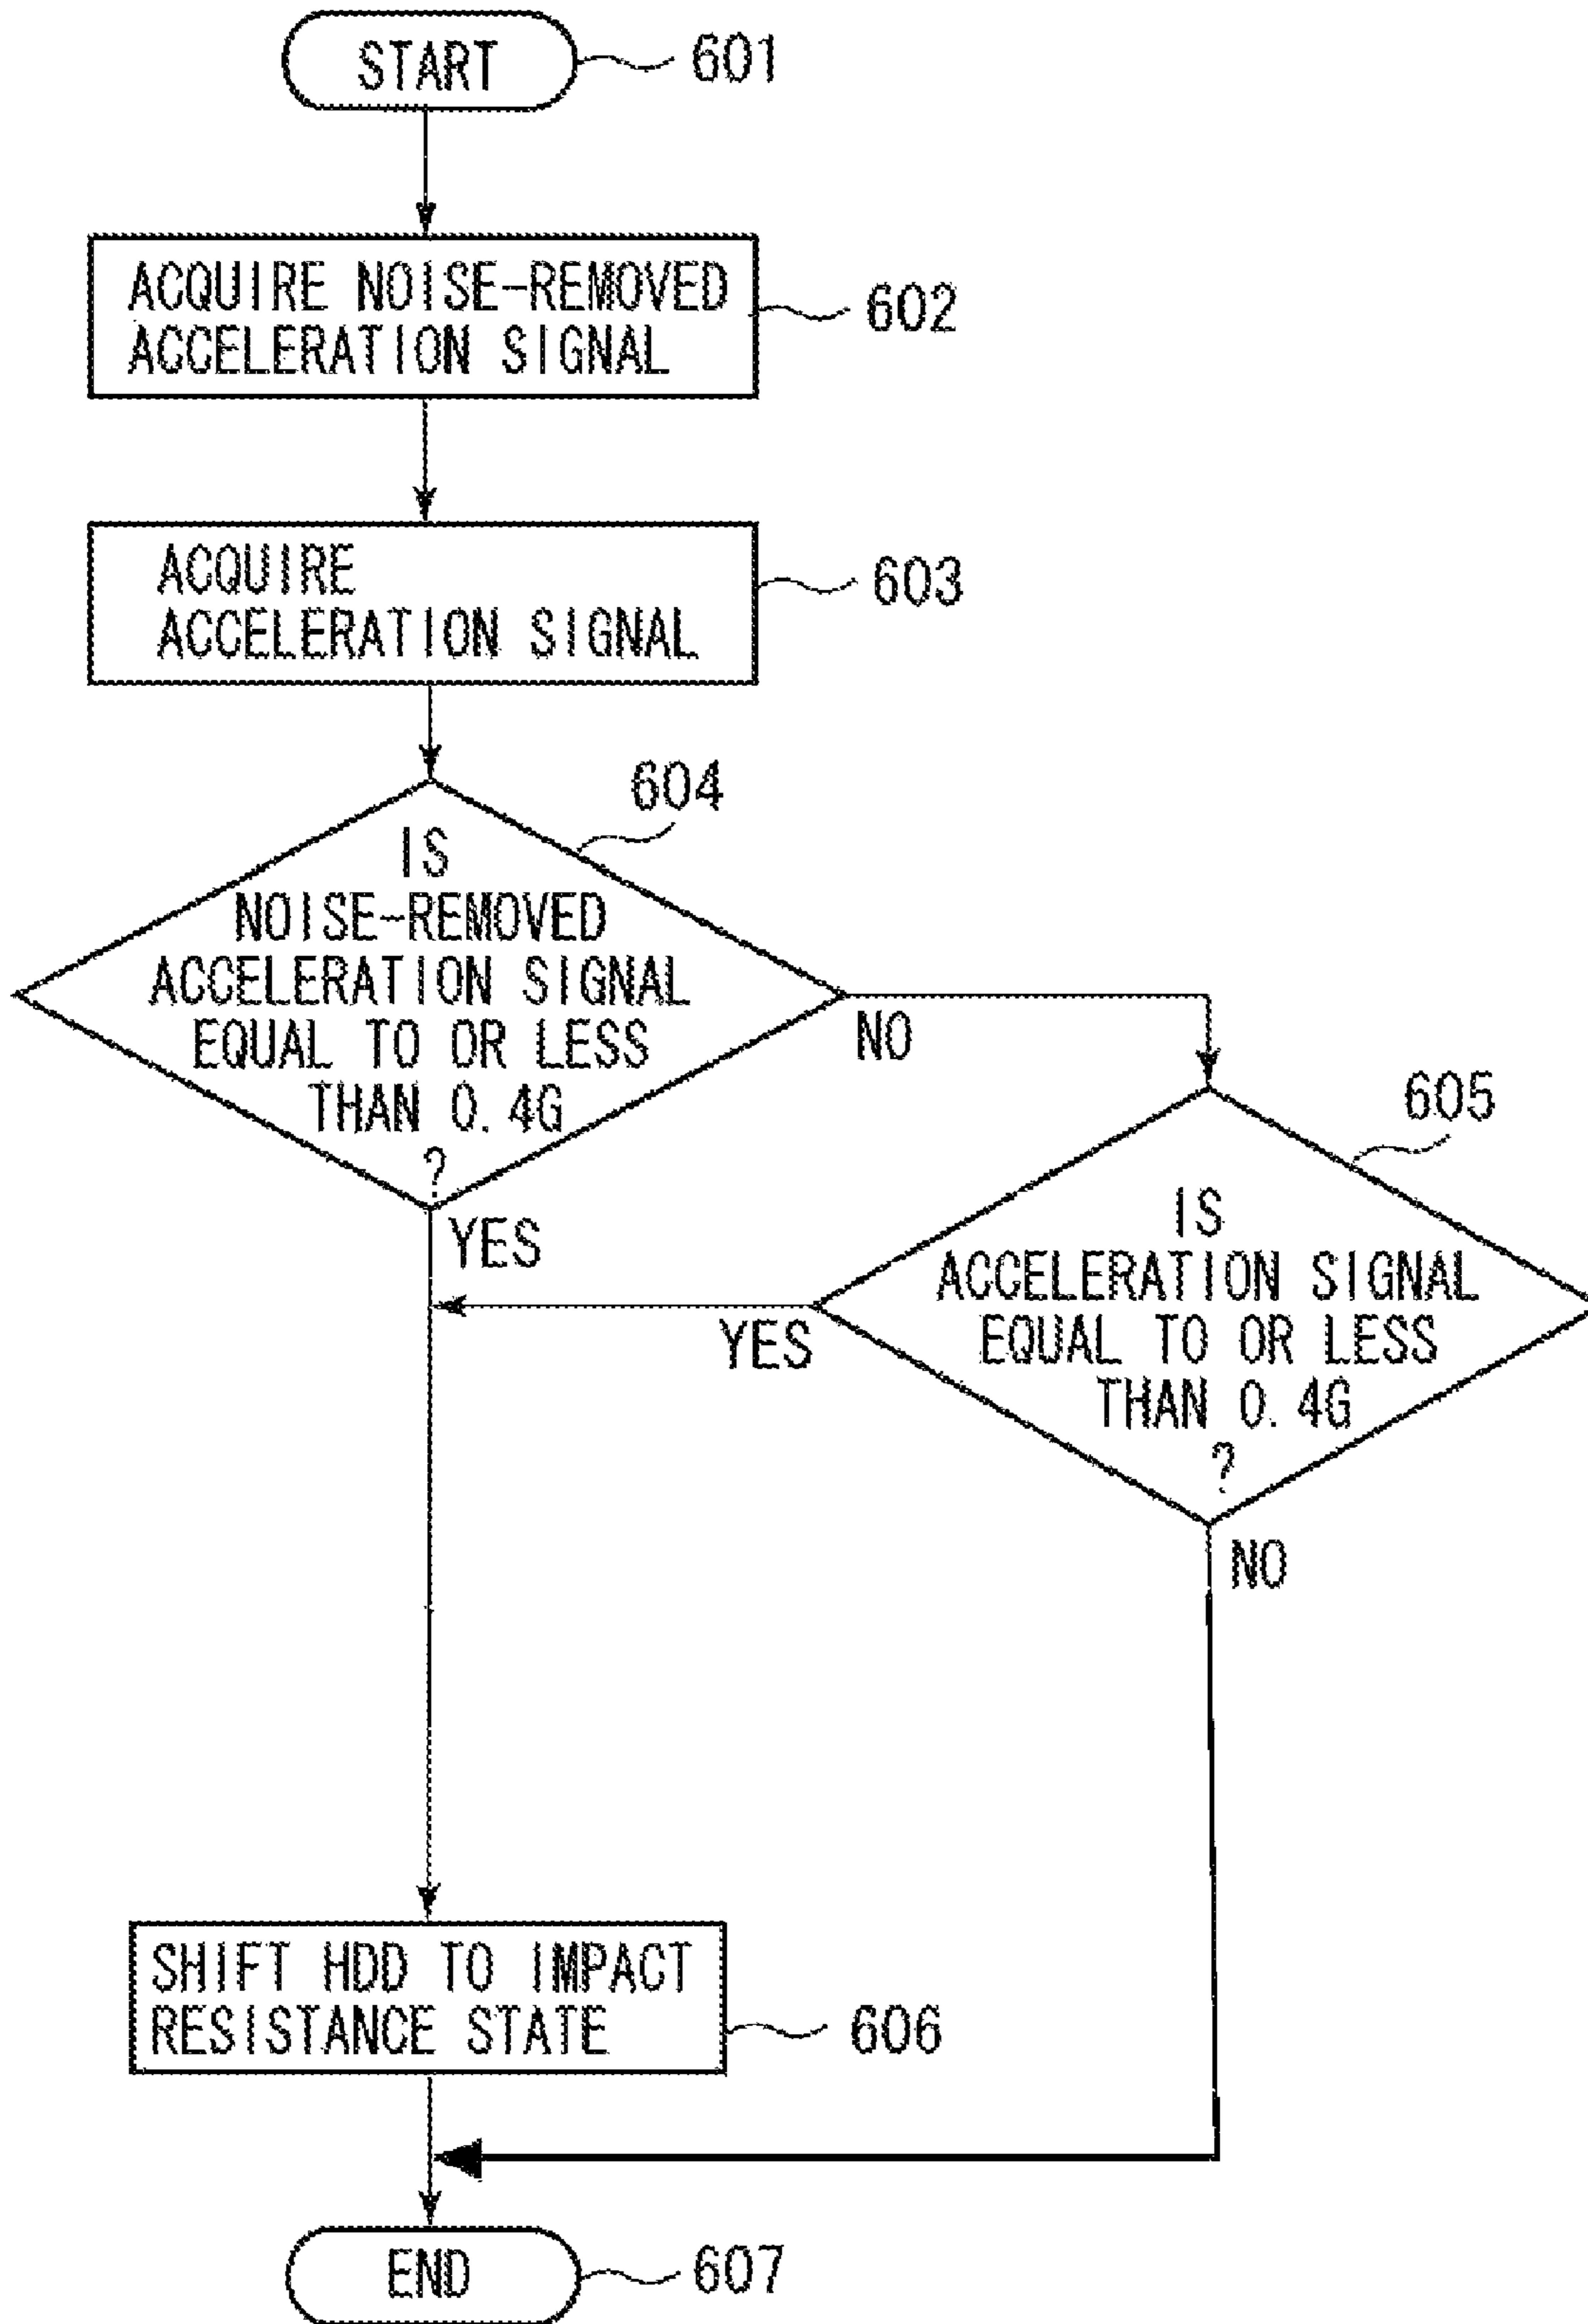 START
601
ACQUIRE NOISE-REMOVED
ACCELERATION SIGNAL
602
ACQUIRE
ACCELERATION SIGNAL
603
604
IS
NOISE-REMOVED
ACCELERATION SIGNAL
EQUAL TO OR LESS
THAN 0.4G
?
NO
YES
605
IS
ACCELERATION SIGNAL
EQUAL TO OR LESS
THAN 0.4G
?
YES
NO
SHIFT HDD TO IMPACT
RESISTANCE STATE
606
END
607